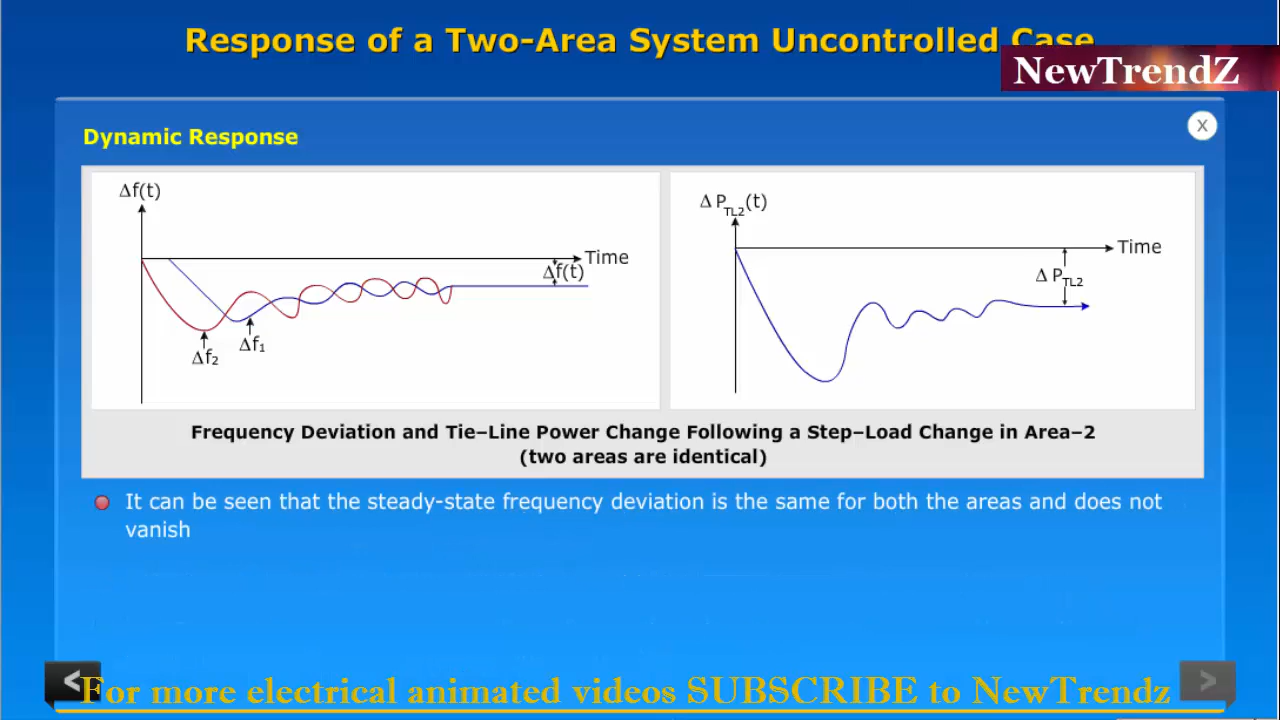 Response of a Two-Area System Uncontrolled Case
NewTrendZ
Dynamic Response
X
Δf(t)
Time
Δf(t)
Δf₂
Δf₁
Δ P_TL2(t)
Time
Δ P_TL2
Frequency Deviation and Tie–Line Power Change Following a Step–Load Change in Area–2
(two areas are identical)
It can be seen that the steady-state frequency deviation is the same for both the areas and does not
vanish
<
For more electrical animated videos SUBSCRIBE to NewTrendz
>